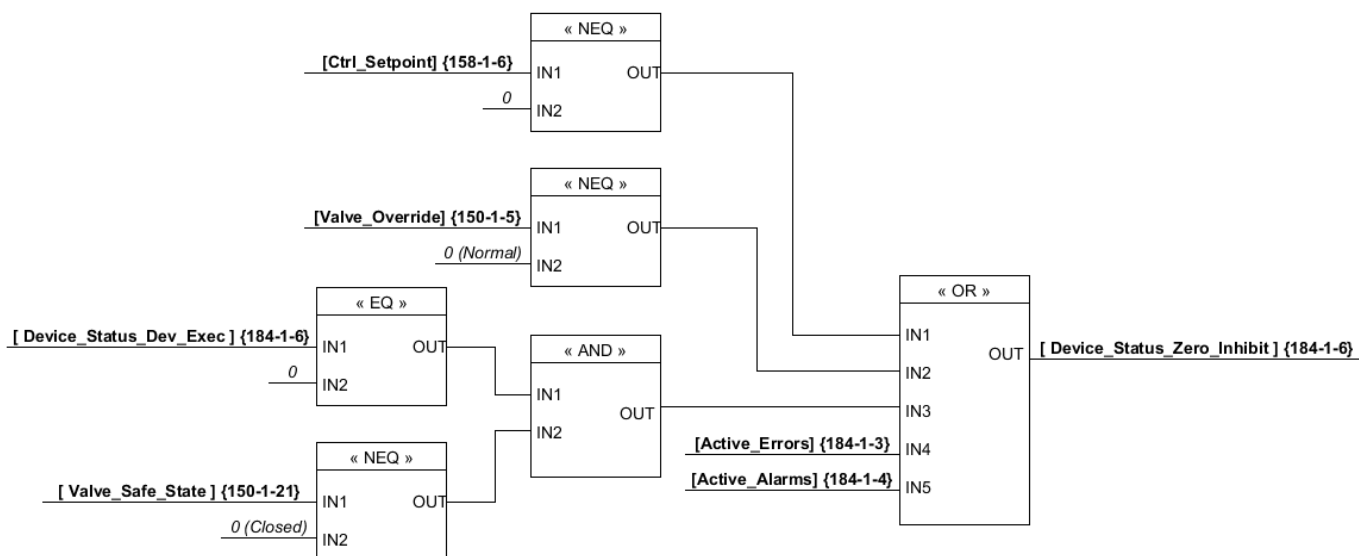 « NEQ »
[Ctrl_Setpoint] {158-1-6}
IN1
OUT
0
IN2
« NEQ »
[Valve_Override] {150-1-5}
IN1
OUT
0 (Normal)
IN2
« EQ »
[ Device_Status_Dev_Exec ] {184-1-6}
IN1
OUT
0
IN2
« AND »
IN1
OUT
IN2
« NEQ »
[ Valve_Safe_State ] {150-1-21}
IN1
OUT
0 (Closed)
IN2
« OR »
IN1
OUT
[ Device_Status_Zero_Inhibit ] {184-1-6}
IN2
IN3
[Active_Errors] {184-1-3}
IN4
[Active_Alarms] {184-1-4}
IN5